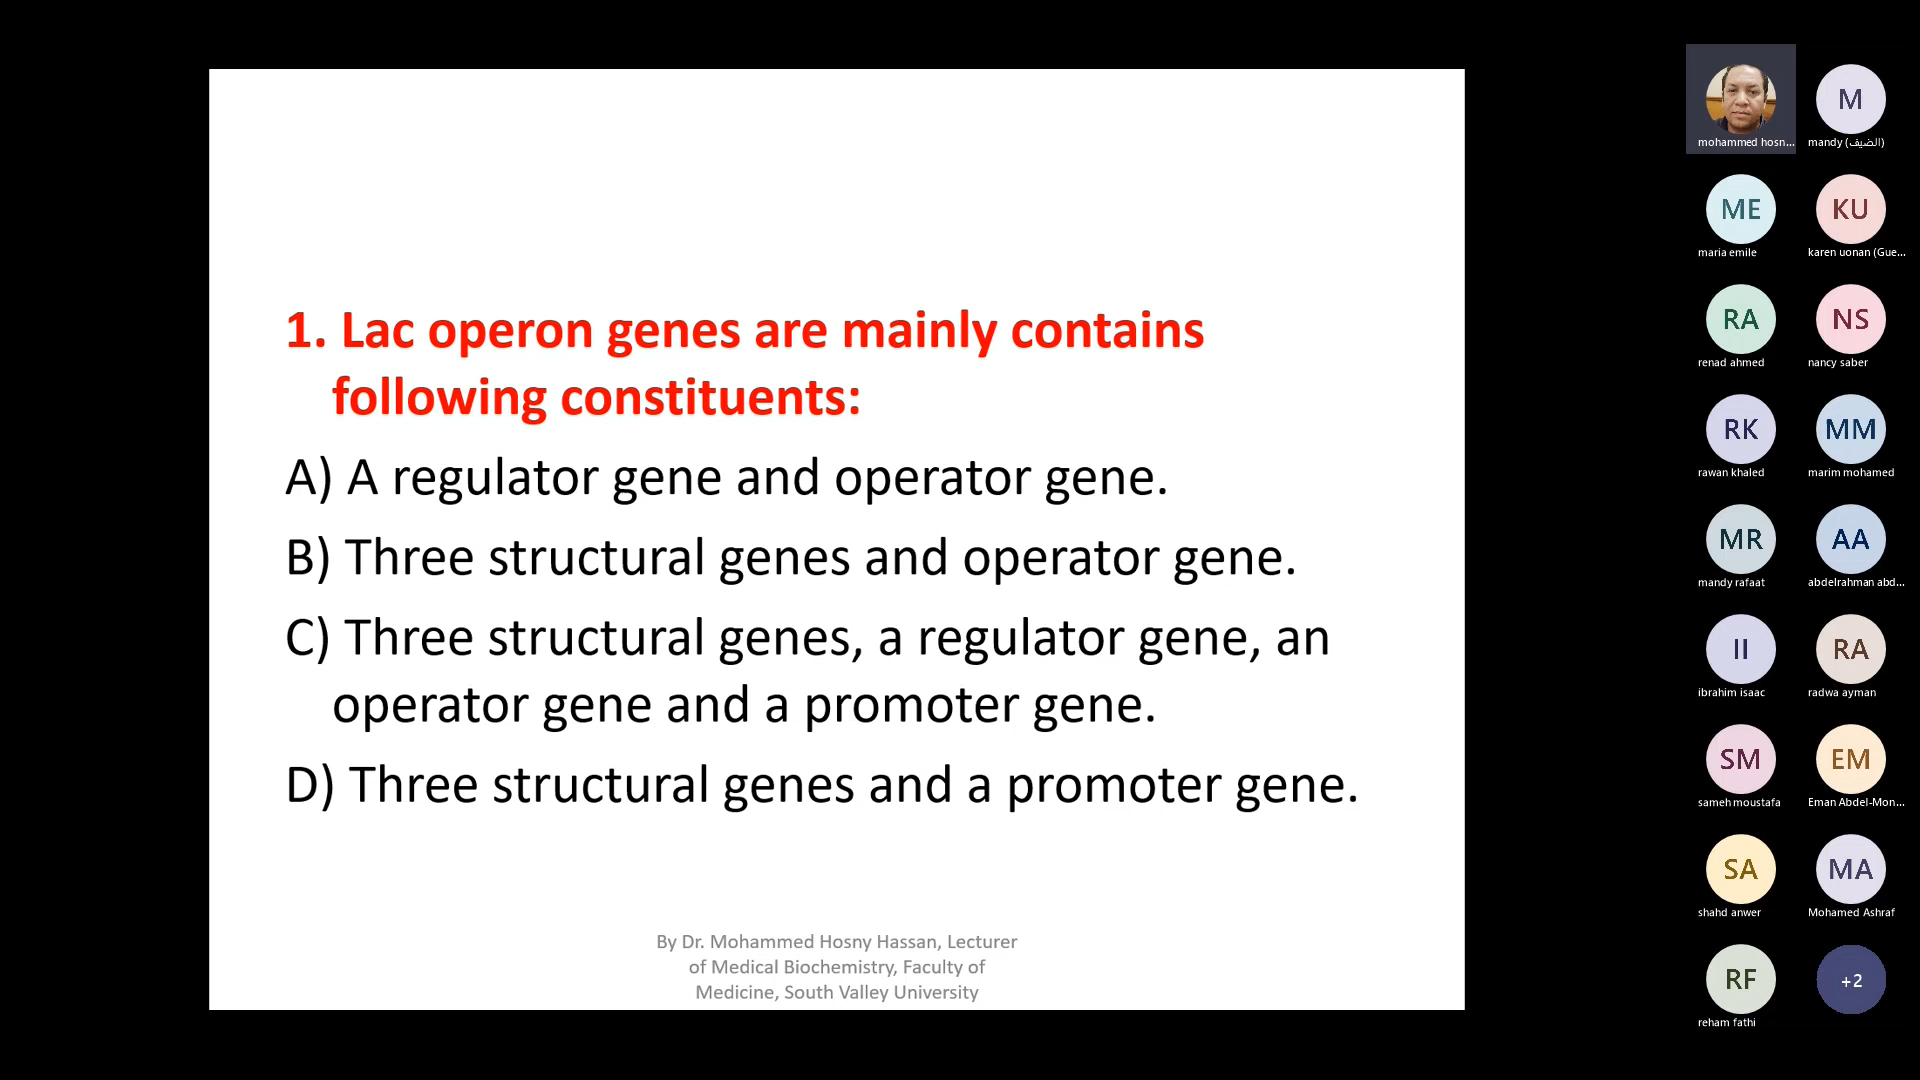 1. Lac operon genes are mainly contains
following constituents:
A) A regulator gene and operator gene.
B) Three structural genes and operator gene.
C) Three structural genes, a regulator gene, an
operator gene and a promoter gene.
D) Three structural genes and a promoter gene.
By Dr. Mohammed Hosny Hassan, Lecturer
of Medical Biochemistry, Faculty of
Medicine, South Valley University
mohammed hosn...
M
mandy (الضيف)
ME
maria emile
KU
karen uonan (Gue...
RA
renad ahmed
NS
nancy saber
RK
rawan khaled
MM
marim mohamed
MR
mandy rafaat
AA
abdelrahman abd...
II
ibrahim isaac
RA
radwa ayman
SM
sameh moustafa
EM
Eman Abdel-Mon...
SA
shahd anwer
MA
Mohamed Ashraf
RF
reham fathi
+2